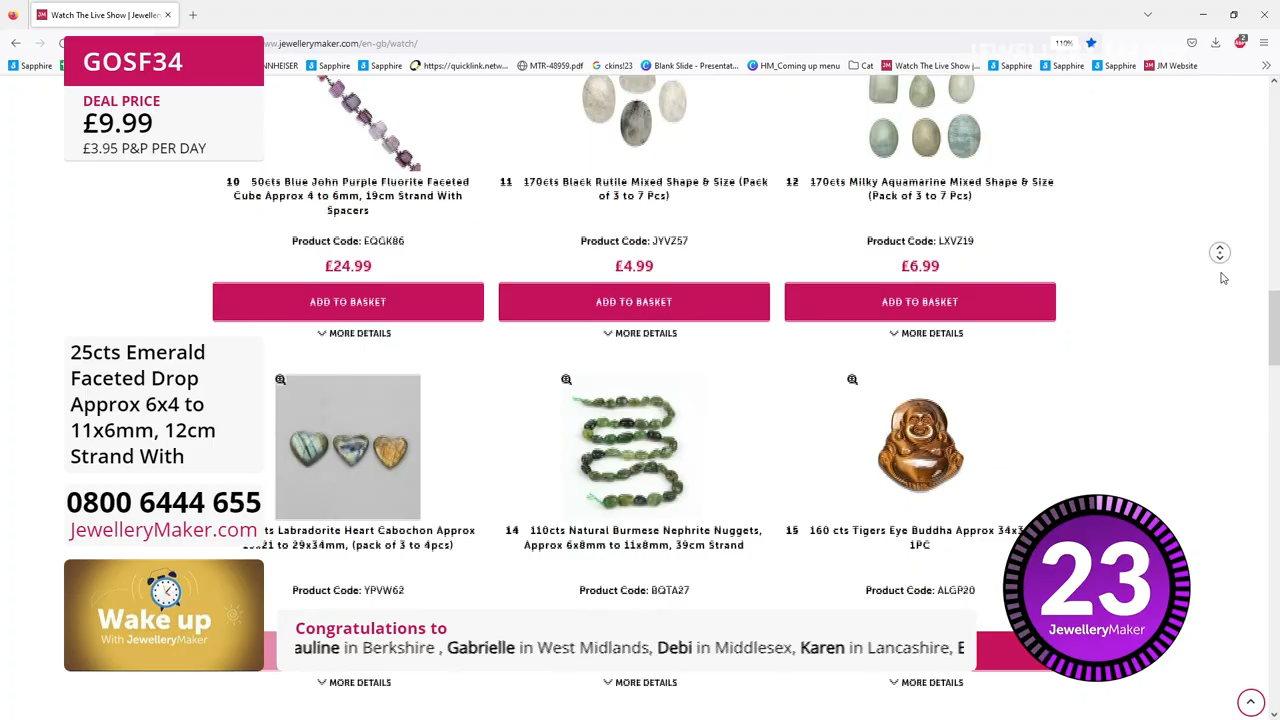 Watch The Live Show | Jewellery
ww.jewellerymaker.com/en-gb/watch/
110%
2
Sapphire
Sapphire
Sapphire
https://quicklink.netw...
MTR-48959.pdf
ckins!23
Blank Slide - Presentat...
HM_Coming up menu
Cat
Watch The Live Show |...
Sapphire
Sapphire
Sapphire
JM Website
GOSF34
DEAL PRICE
£9.99
£3.95 P&P PER DAY
10 50cts Blue John Purple Fluorite Faceted
Cube Approx 4 to 6mm, 19cm Strand With
Spacers
Product Code: EQGK86
£24.99
ADD TO BASKET
MORE DETAILS
11 170cts Black Rutile Mixed Shape & Size (Pack
of 3 to 7 Pcs)
Product Code: JYVZ57
£4.99
ADD TO BASKET
MORE DETAILS
12 170cts Milky Aquamarine Mixed Shape & Size
(Pack of 3 to 7 Pcs)
Product Code: LXVZ19
£6.99
ADD TO BASKET
MORE DETAILS
25cts Emerald
Faceted Drop
Approx 6x4 to
11x6mm, 12cm
Strand With
0800 6444 655
JewelleryMaker.com
Wake up
With JewelleryMaker
ts Labradorite Heart Cabochon Approx
to 29x34mm, (pack of 3 to 4pcs)
Product Code: YPVW62
MORE DETAILS
14 110cts Natural Burmese Nephrite Nuggets,
Approx 6x8mm to 11x8mm, 39cm Strand
Product Code: BQTA27
MORE DETAILS
15 160 cts Tigers Eye Buddha Approx
1PC
Product Code: ALGP20
MORE DETAILS
23
JewelleryMaker
Congratulations to
auline in Berkshire , Gabrielle in West Midlands, Debi in Middlesex, Karen in Lancashire, E